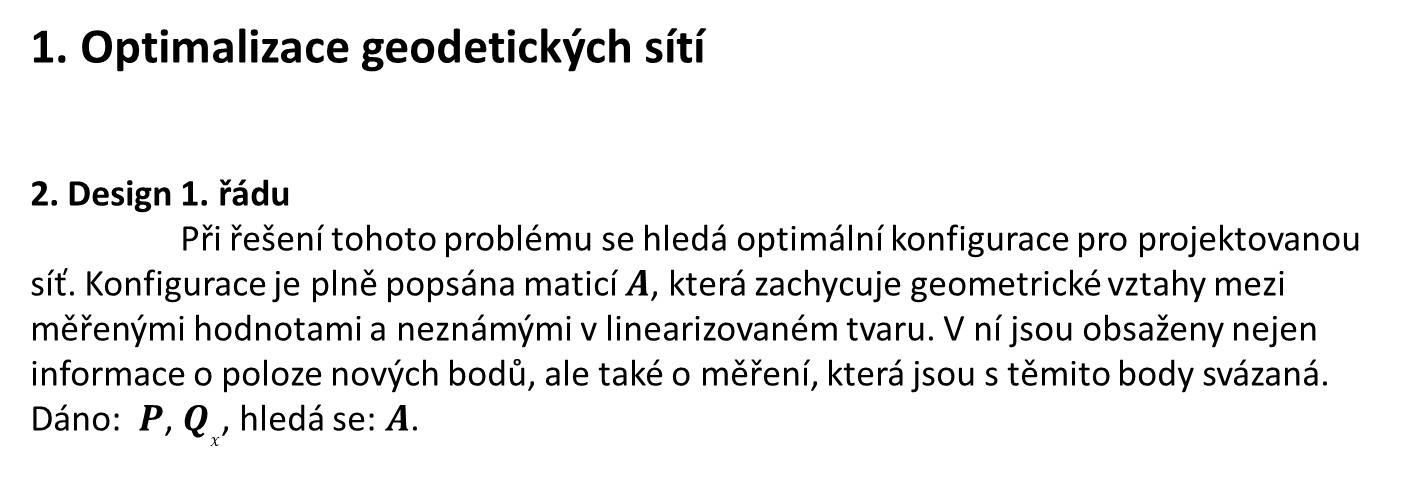 1. Optimalizace geodetických sítí
2. Design 1. řádu
Při řešení tohoto problému se hledá optimální konfigurace pro projektovanou
síť. Konfigurace je plně popsána maticí A, která zachycuje geometrické vztahy mezi
měřenými hodnotami a neznámými v linearizovaném tvaru. V ní jsou obsaženy nejen
informace o poloze nových bodů, ale také o měření, která jsou s těmito body svázaná.
Dáno: P, Qx, hledá se: A.